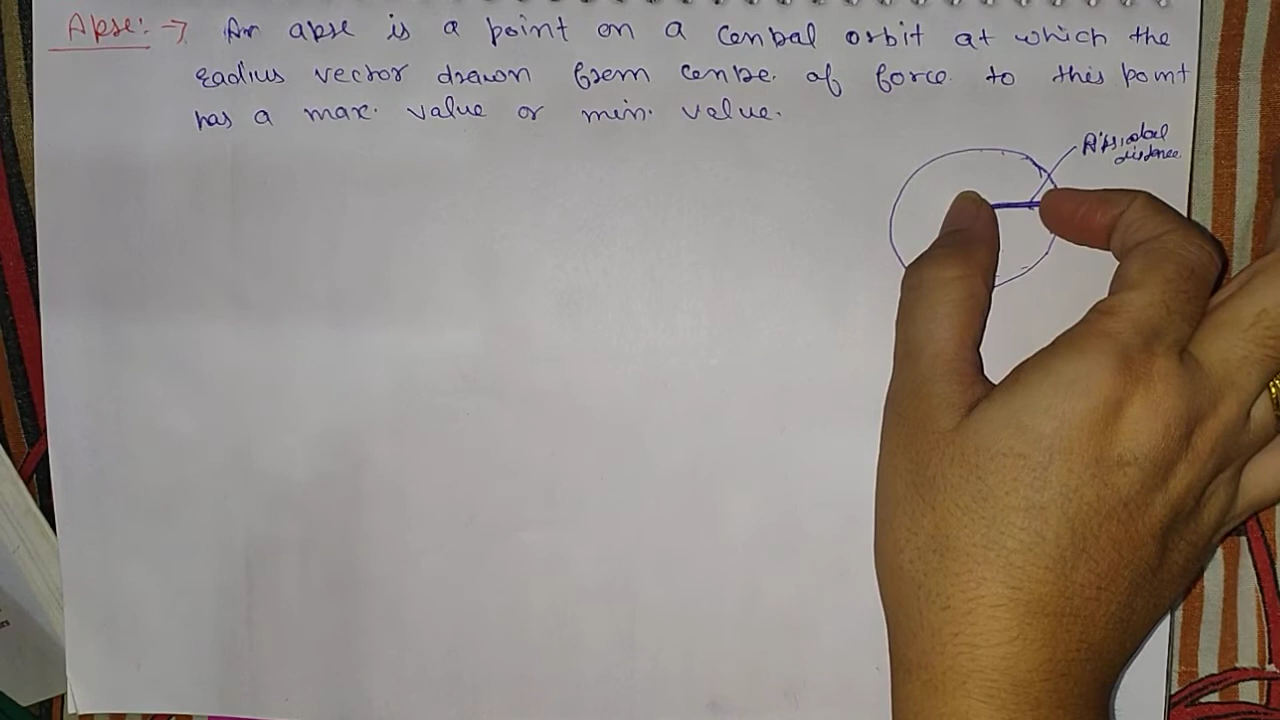 Apse:→ An apse is a point on a central orbit at which the
radius vector drawn from centre of force to this point
has a max. value or min. value.
Apsidal
distance.